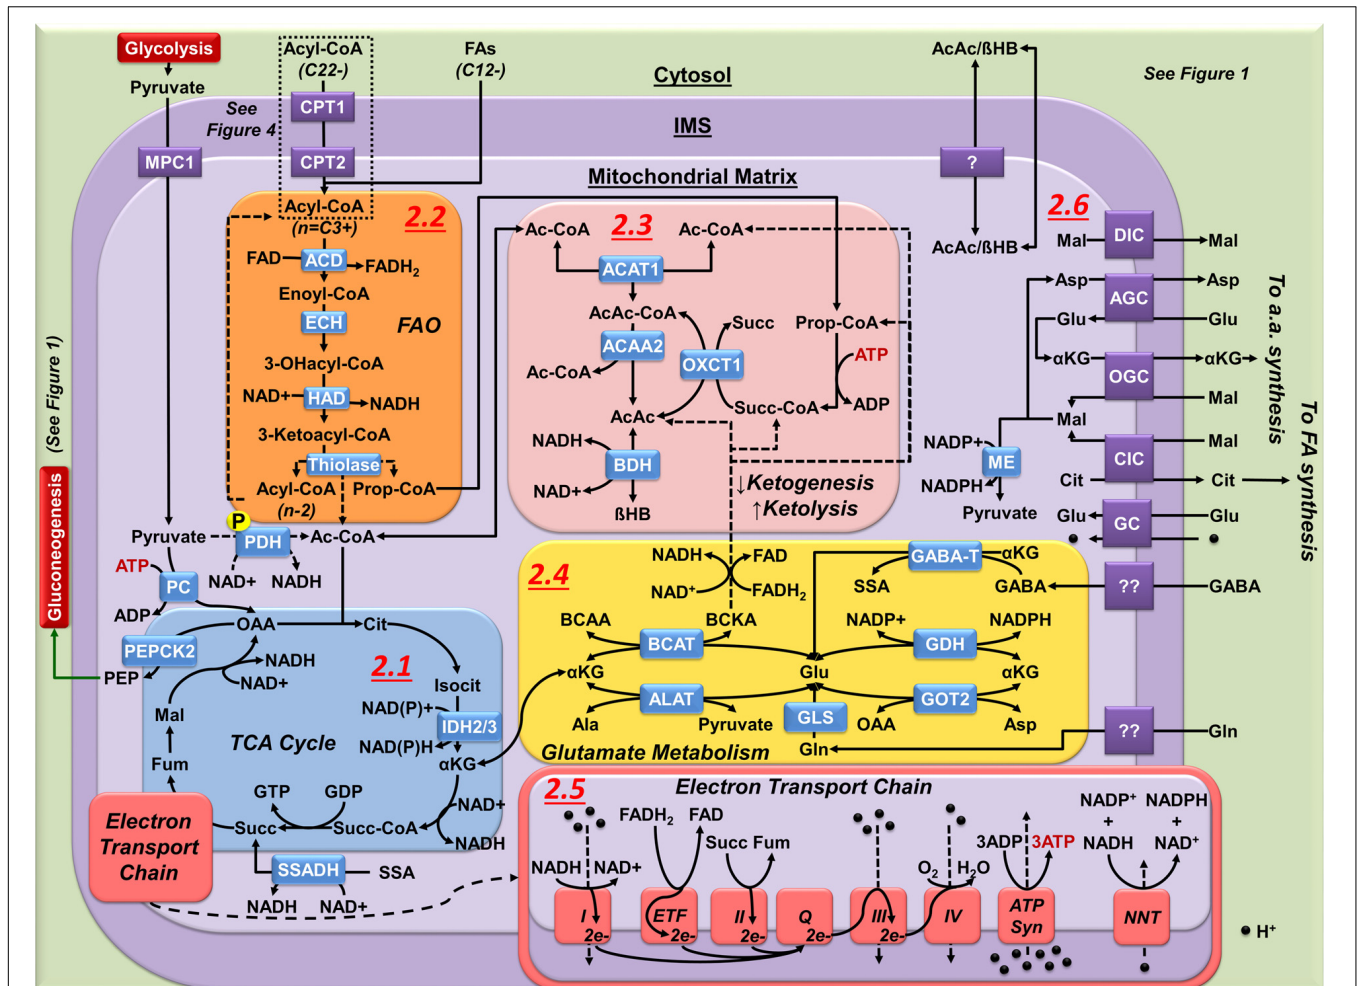 Glycolysis
Pyruvate
Acyl-CoA
(C22-)
FAs
(C12-)
Cytosol
AcAc/ßHB
See Figure 1
See
Figure 4
CPT1
IMS
MPC1
CPT2
?
Mitochondrial Matrix
Acyl-CoA
(n=C3+)
2.2
FAD
ACD
FADH2
Enoyl-CoA
ECH
FAO
3-OHacyl-CoA
NAD+
HAD
NADH
3-Ketoacyl-CoA
Thiolase
Acyl-CoA
(n-2)
Prop-CoA
Ac-CoA
2.3
Ac-CoA
ACAT1
AcAc-CoA
Succ
Prop-CoA
ACAA2
OXCT1
ATP
Ac-CoA
AcAc
Succ-CoA
ADP
NADH
BDH
NAD+
ßHB
↓Ketogenesis
↑Ketolysis
AcAc/ßHB
2.6
Mal
DIC
Mal
Asp
AGC
Asp
Glu
Glu
αKG
OGC
αKG
Mal
Mal
NADP+
ME
NADPH
Pyruvate
Mal
CIC
Cit
Cit
Glu
GC
Glu
To a.a. synthesis
To FA synthesis
??
GABA
??
Gln
(See Figure 1)
Gluconeogenesis
Pyruvate
P
PDH
Ac-CoA
NAD+
NADH
ATP
PC
ADP
OAA
Cit
PEPCK2
PEP
NADH
NAD+
2.1
Isocit
NAD(P)+
IDH2/3
NAD(P)H
αKG
Mal
TCA Cycle
Fum
GTP
GDP
NAD+
Succ
Succ-CoA
NADH
Electron
Transport
Chain
SSADH
SSA
NADH
NAD+
2.4
NADH
FAD
NAD+
FADH2
GABA-T
αKG
SSA
GABA
BCAA
BCKA
NADP+
NADPH
BCAT
GDH
αKG
Glu
αKG
ALAT
GLS
GOT2
Ala
Pyruvate
OAA
Asp
Gln
Glutamate Metabolism
2.5
Electron Transport Chain
FADH2
FAD
Succ Fum
NADH
NAD+
O2
H2O
3ADP
3ATP
NADP+
+
NADH
NADPH
+
NAD+
I
2e-
ETF
2e-
II
2e-
Q
2e-
III
2e-
IV
ATP
Syn
NNT
H+